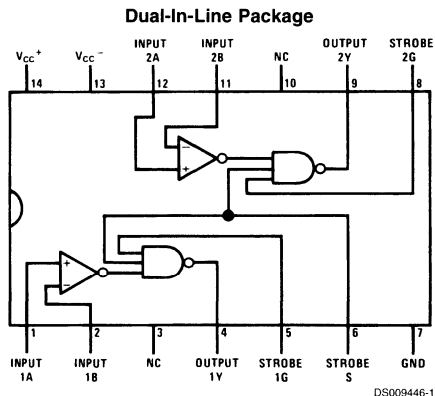 Dual-In-Line Package
INPUT INPUT OUTPUT STROBE
VCC+ VCC− 2A 2B NC 2Y 2G
14 13 12 11 10 9 8
−
+
+
−
1 2 3 4 5 6 7
INPUT INPUT NC OUTPUT STROBE STROBE GND
1A 1B 1Y 1G S
DS009446-1